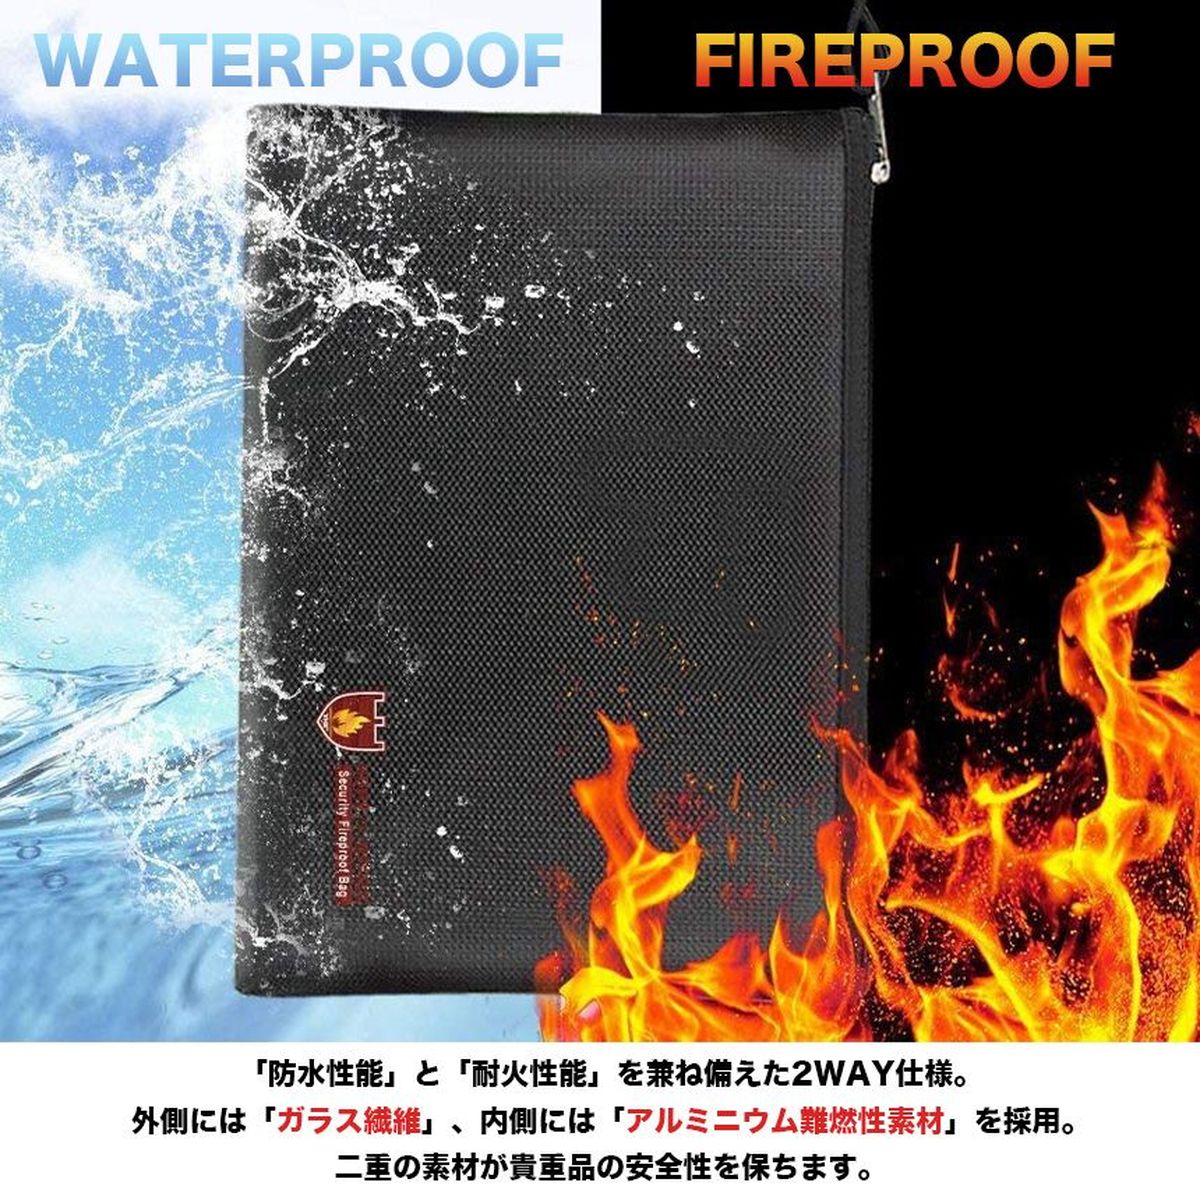 WATERPROOF
FIREPROOF
Security Fireproof Bag
「防水性能」と「耐火性能」を兼ね備えた2WAY仕様。
外側には「ガラス繊維」、内側には「アルミニウム難燃性素材」を採用。
二重の素材が貴重品の安全性を保ちます。